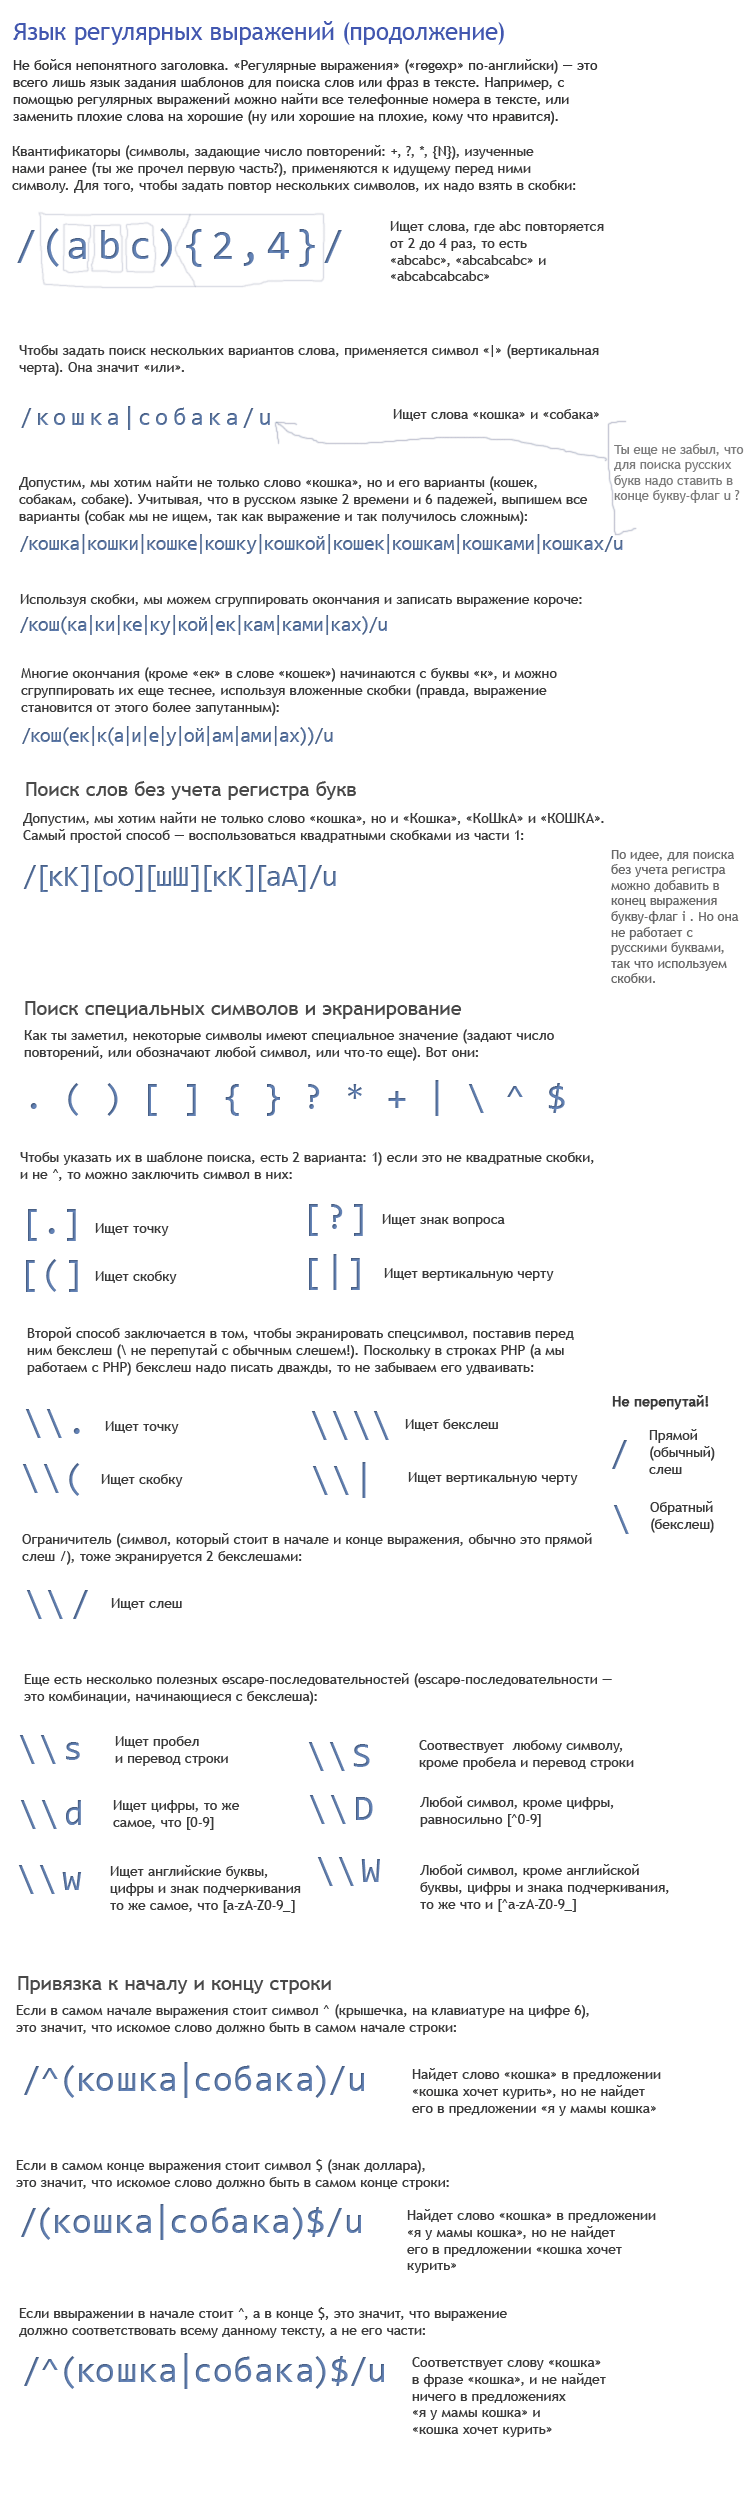 Язык регулярных выражений (продолжение)
Не бойся непонятного заголовка. «Регулярные выражения» («regexp» по-английски) — это
всего лишь язык задания шаблонов для поиска слов или фраз в тексте. Например, с
помощью регулярных выражений можно найти все телефонные номера в тексте, или
заменить плохие слова на хорошие (ну или хорошие на плохие, кому что нравится).
Квантификаторы (символы, задающие число повторений: +, ?, *, {N}), изученные
нами ранее (ты же прочел первую часть?), применяются к идущему перед ними
символу. Для того, чтобы задать повтор нескольких символов, их надо взять в скобки:
/(abc){2,4}/
Ищет слова, где abc повторяется
от 2 до 4 раз, то есть
«abcabc», «abcabcabc» и
«abcabcabcabc»
Чтобы задать поиск нескольких вариантов слова, применяется символ «|» (вертикальная
черта). Она значит «или».
/кошка|собака/u
Ищет слова «кошка» и «собака»
Ты еще не забыл, что
для поиска русских
букв надо ставить в
конце букву-флаг u ?
Допустим, мы хотим найти не только слово «кошка», но и его варианты (кошек,
собакам, собаке). Учитывая, что в русском языке 2 времени и 6 падежей, выпишем все
варианты (собак мы не ищем, так как выражение и так получилось сложным):
/кошка|кошки|кошке|кошку|кошкой|кошек|кошкам|кошками|кошках/u
Используя скобки, мы можем сгруппировать окончания и записать выражение короче:
/кош(ка|ки|ке|ку|кой|ек|кам|ками|ках)/u
Многие окончания (кроме «ек» в слове «кошек») начинаются с буквы «к», и можно
сгруппировать их еще теснее, используя вложенные скобки (правда, выражение
становится от этого более запутанным):
/кош(ек|к(а|и|е|у|ой|ам|ами|ах))/u
Поиск слов без учета регистра букв
Допустим, мы хотим найти не только слово «кошка», но и «Кошка», «КоШкА» и «КОШКА».
Самый простой способ — воспользоваться квадратными скобками из части 1:
/[кК][оО][шШ][кК][аА]/u
По идее, для поиска
без учета регистра
можно добавить в
конец выражения
букву-флаг i . Но она
не работает с
русскими буквами,
так что используем
скобки.
Поиск специальных символов и экранирование
Как ты заметил, некоторые символы имеют специальное значение (задают число
повторений, или обозначают любой символ, или что-то еще). Вот они:
. ( ) [ ] { } ? * + | \ ^ $
Чтобы указать их в шаблоне поиска, есть 2 варианта: 1) если это не квадратные скобки,
и не ^, то можно заключить символ в них:
[.] Ищет точку
[?] Ищет знак вопроса
[(] Ищет скобку
[|] Ищет вертикальную черту
Второй способ заключается в том, чтобы экранировать спецсимвол, поставив перед
ним бекслеш (\ не перепутай с обычным слешем!). Поскольку в строках PHP (а мы
работаем с PHP) бекслеш надо писать дважды, то не забываем его удваивать:
\\. Ищет точку
\\\\ Ищет бекслеш
\\( Ищет скобку
\\| Ищет вертикальную черту
Не перепутай!
/ Прямой
(обычный)
слеш
\ Обратный
(бекслеш)
Ограничитель (символ, который стоит в начале и конце выражения, обычно это прямой
слеш /), тоже экранируется 2 бекслешами:
\\/ Ищет слеш
Еще есть несколько полезных escape-последовательностей (escape-последовательности —
это комбинации, начинающиеся с бекслеша):
\\s Ищет пробел
и перевод строки
\\S Соотвествует любому символу,
кроме пробела и перевод строки
\\d Ищет цифры, то же
самое, что [0-9]
\\D Любой символ, кроме цифры,
равносильно [^0-9]
\\w Ищет английские буквы,
цифры и знак подчеркивания
то же самое, что [a-zA-Z0-9_]
\\W Любой символ, кроме английской
буквы, цифры и знака подчеркивания,
то же что и [^a-zA-Z0-9_]
Привязка к началу и концу строки
Если в самом начале выражения стоит символ ^ (крышечка, на клавиатуре на цифре 6),
это значит, что искомое слово должно быть в самом начале строки:
/^(кошка|собака)/u
Найдет слово «кошка» в предложении
«кошка хочет курить», но не найдет
его в предложении «я у мамы кошка»
Если в самом конце выражения стоит символ $ (знак доллара),
это значит, что искомое слово должно быть в самом конце строки:
/(кошка|собака)$/u
Найдет слово «кошка» в предложении
«я у мамы кошка», но не найдет
его в предложении «кошка хочет
курить»
Если ввыражении в начале стоит ^, а в конце $, это значит, что выражение
должно соответствовать всему данному тексту, а не его части:
/^(кошка|собака)$/u
Соответствует слову «кошка»
в фразе «кошка», и не найдет
ничего в предложениях
«я у мамы кошка» и
«кошка хочет курить»